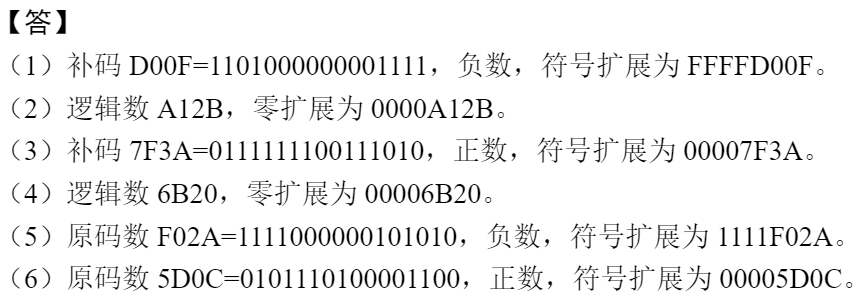 【答】
（1）补码 D00F=1101000000001111，负数，符号扩展为 FFFFD00F。
（2）逻辑数 A12B，零扩展为 0000A12B。
（3）补码 7F3A=0111111100111010，正数，符号扩展为 00007F3A。
（4）逻辑数 6B20，零扩展为 00006B20。
（5）原码数 F02A=1111000000101010，负数，符号扩展为 1111F02A。
（6）原码数 5D0C=0101110100001100，正数，符号扩展为 00005D0C。